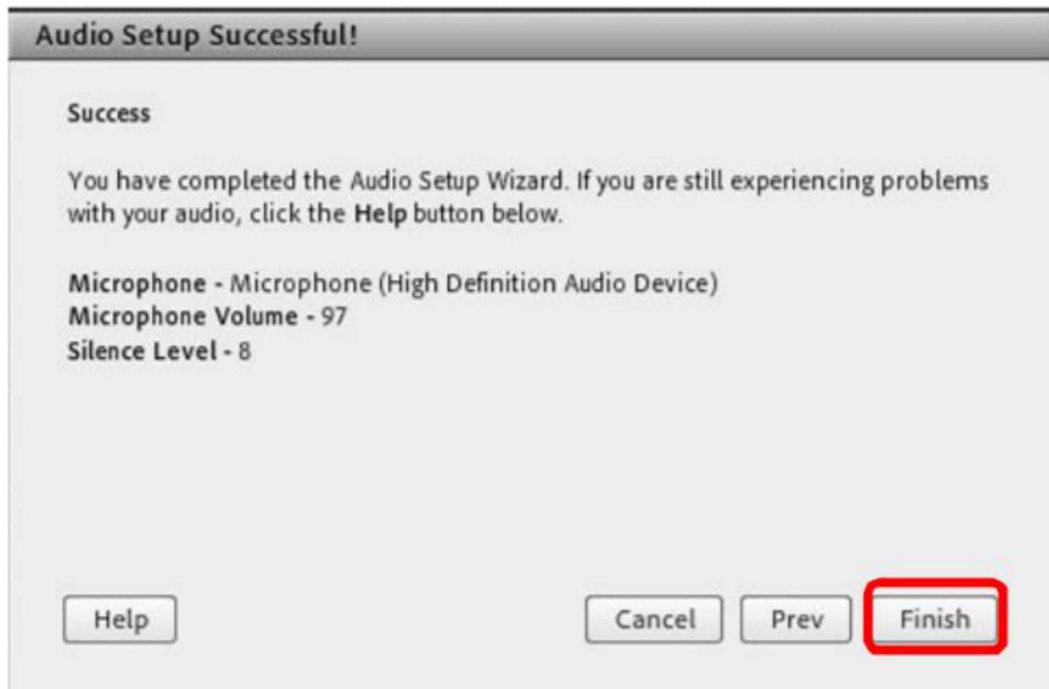 Audio Setup Successful!
Success
You have completed the Audio Setup Wizard. If you are still experiencing problems
with your audio, click the Help button below.
Microphone - Microphone (High Definition Audio Device)
Microphone Volume - 97
Silence Level - 8
Help
Cancel
Prev
Finish